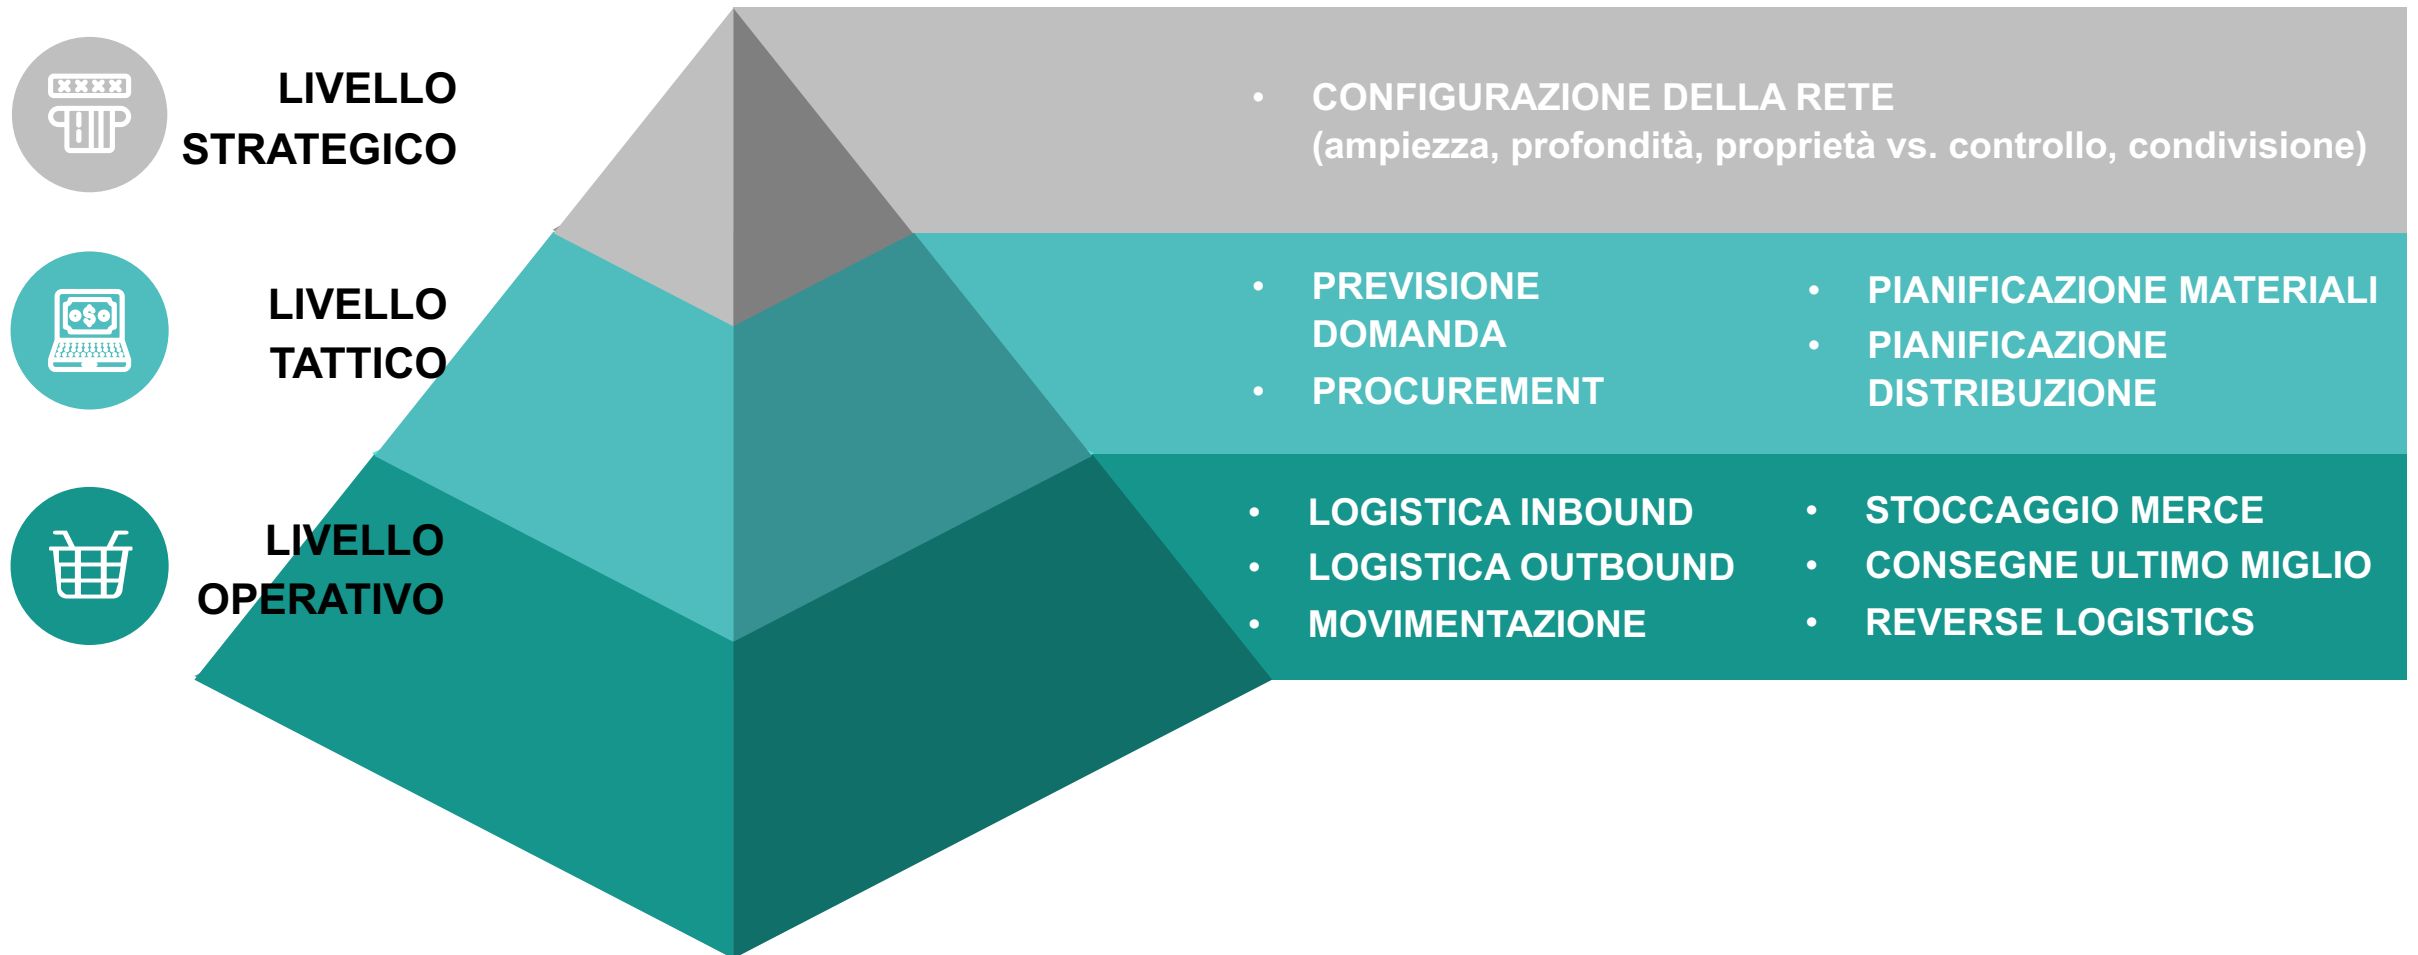 LIVELLO
STRATEGICO
• CONFIGURAZIONE DELLA RETE
(ampiezza, profondità, proprietà vs. controllo, condivisione)
LIVELLO
TATTICO
• PREVISIONE
DOMANDA
• PROCUREMENT
• PIANIFICAZIONE MATERIALI
• PIANIFICAZIONE
DISTRIBUZIONE
LIVELLO
OPERATIVO
• LOGISTICA INBOUND
• LOGISTICA OUTBOUND
• MOVIMENTAZIONE
• STOCCAGGIO MERCE
• CONSEGNE ULTIMO MIGLIO
• REVERSE LOGISTICS